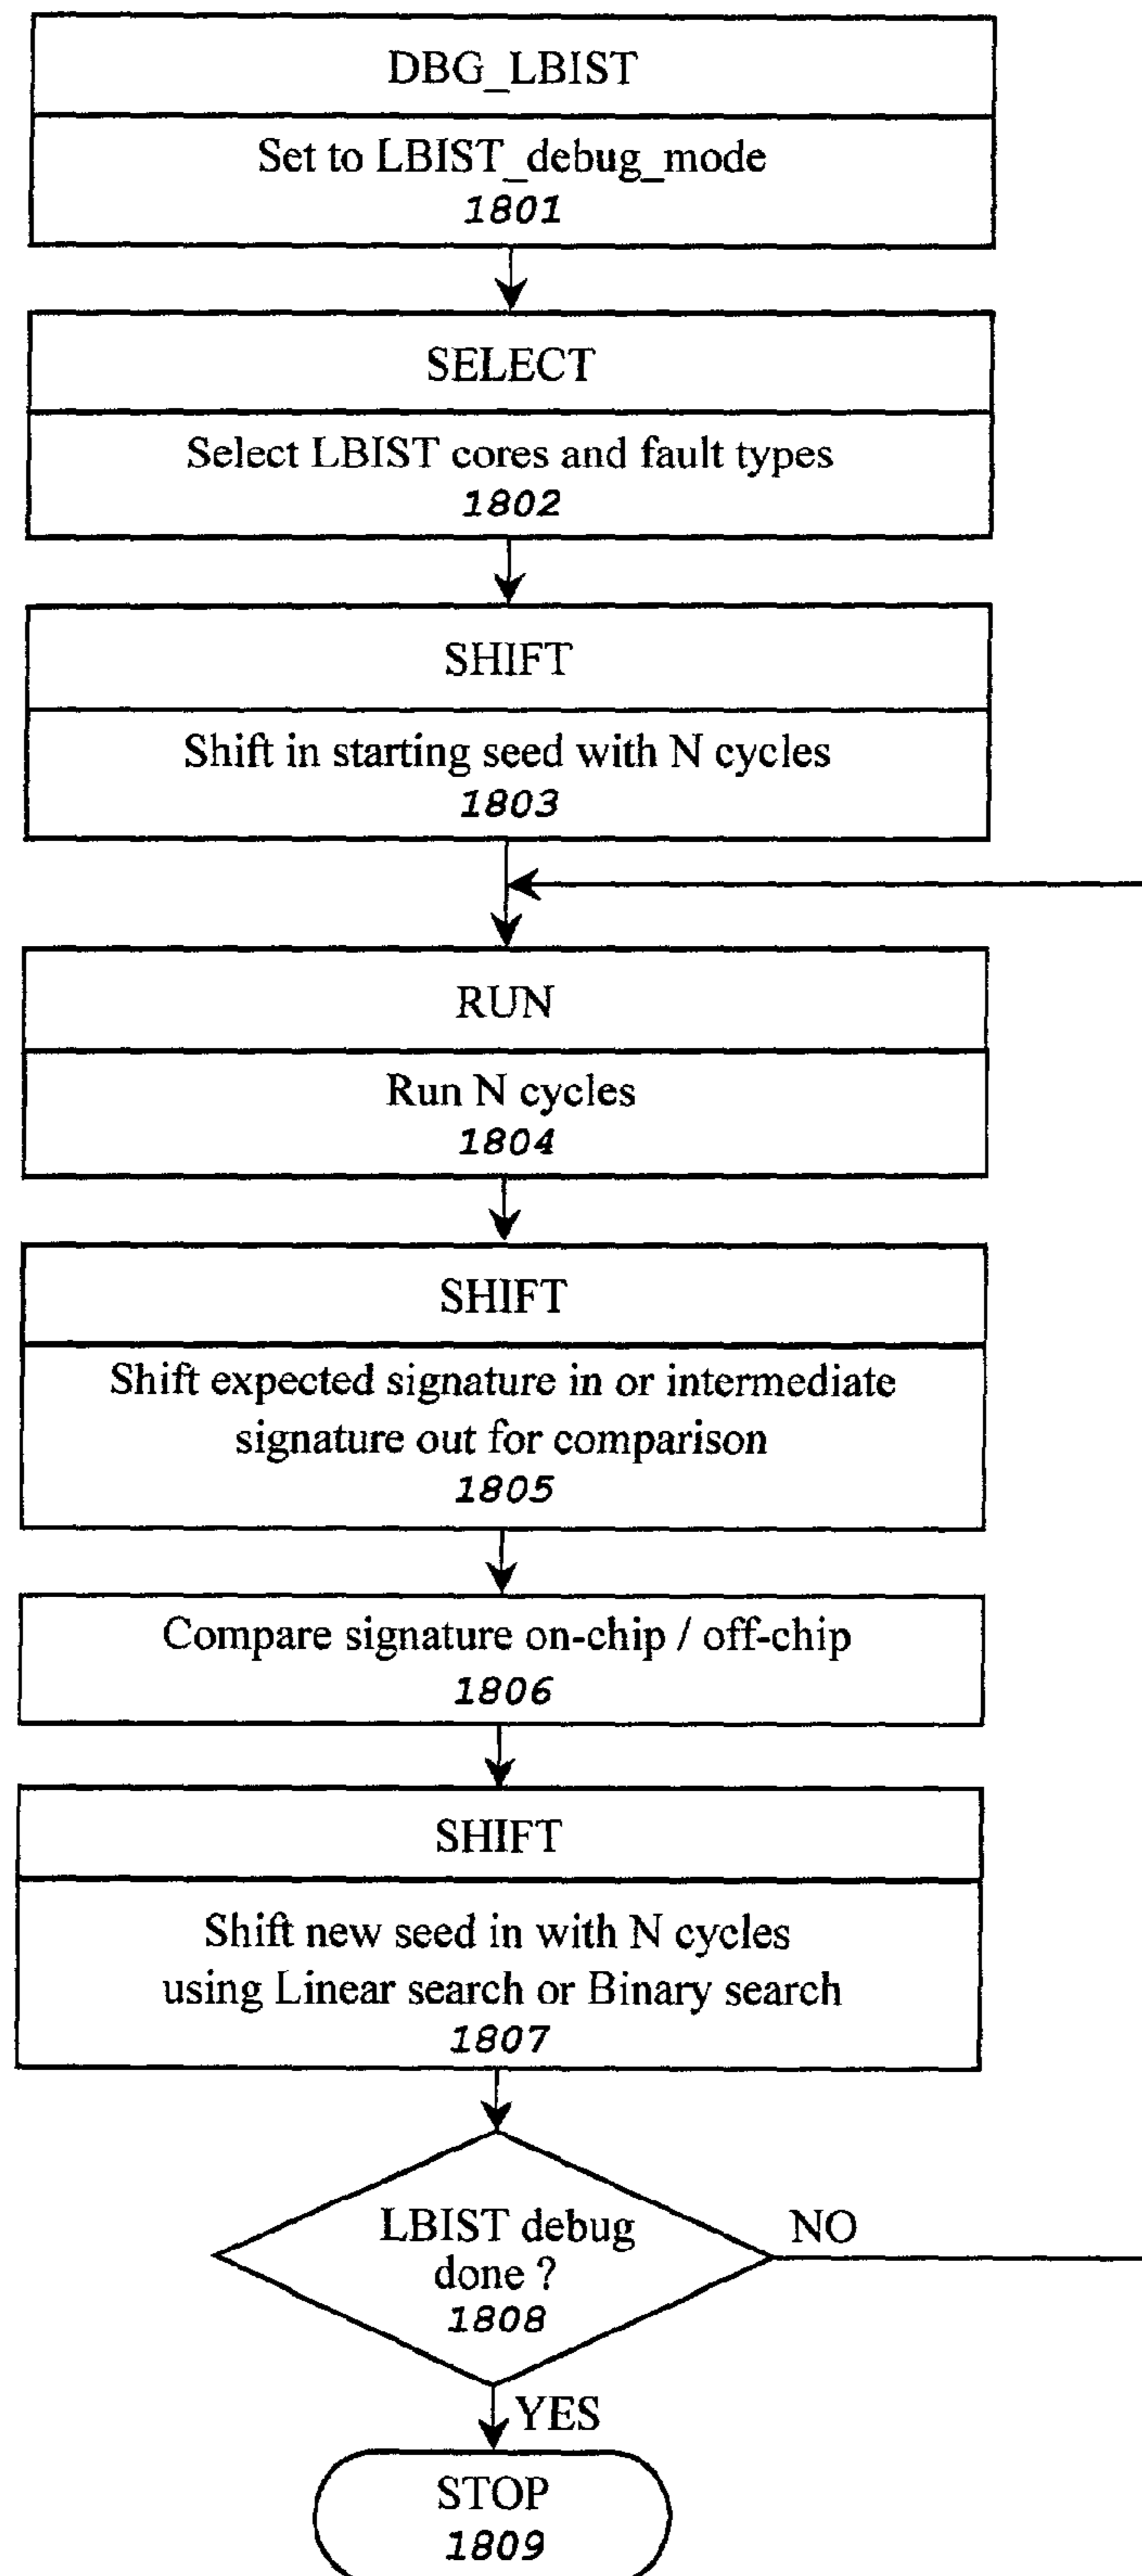 DBG_LBIST
Set to LBIST_debug_mode
1801
SELECT
Select LBIST cores and fault types
1802
SHIFT
Shift in starting seed with N cycles
1803
RUN
Run N cycles
1804
SHIFT
Shift expected signature in or intermediate
signature out for comparison
1805
Compare signature on-chip / off-chip
1806
SHIFT
Shift new seed in with N cycles
using Linear search or Binary search
1807
LBIST debug
done ?
1808
NO
YES
STOP
1809